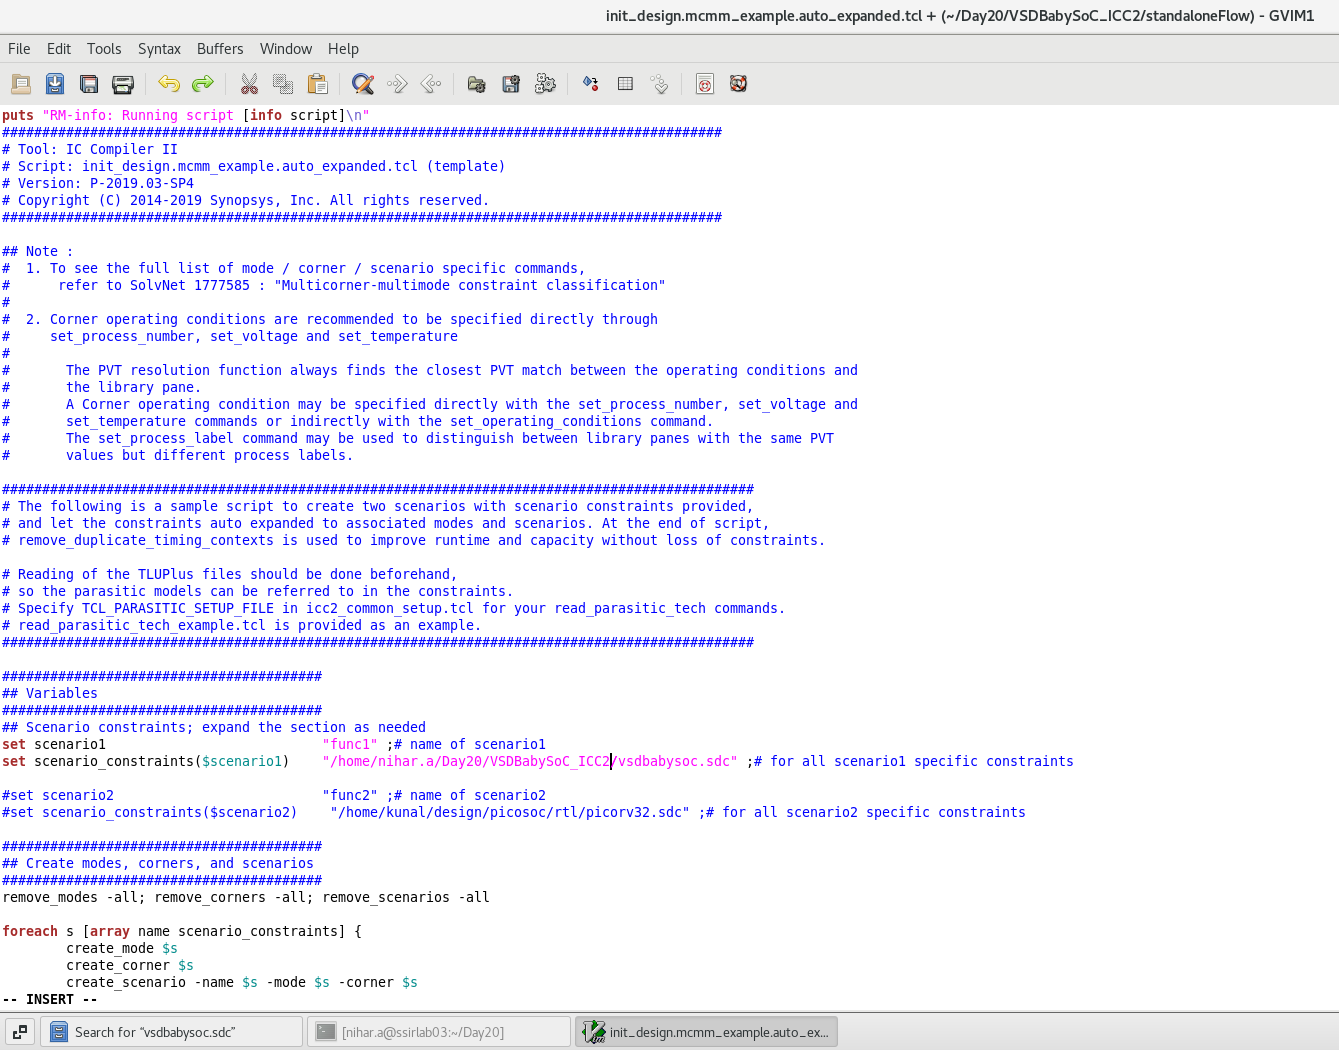 init_design.mcmm_example.auto_expanded.tcl + (~/Day20/VSDBabySoC_ICC2/standaloneFlow) - GVIM1
File Edit Tools Syntax Buffers Window Help
puts "RM-info: Running script [info script]\n"
##########################################################################################
# Tool: IC Compiler II
# Script: init_design.mcmm_example.auto_expanded.tcl (template)
# Version: P-2019.03-SP4
# Copyright (C) 2014-2019 Synopsys, Inc. All rights reserved.
##########################################################################################
## Note :
#  1. To see the full list of mode / corner / scenario specific commands,
#      refer to SolvNet 1777585 : "Multicorner-multimode constraint classification"
#
#  2. Corner operating conditions are recommended to be specified directly through
#     set_process_number, set_voltage and set_temperature
#
#       The PVT resolution function always finds the closest PVT match between the operating conditions and
#       the library pane.
#       A Corner operating condition may be specified directly with the set_process_number, set_voltage and
#       set_temperature commands or indirectly with the set_operating_conditions command.
#       The set_process_label command may be used to distinguish between library panes with the same PVT
#       values but different process labels.
##############################################################################################
# The following is a sample script to create two scenarios with scenario constraints provided,
# and let the constraints auto expanded to associated modes and scenarios. At the end of script,
# remove_duplicate_timing_contexts is used to improve runtime and capacity without loss of constraints.
# Reading of the TLUPlus files should be done beforehand,
# so the parasitic models can be referred to in the constraints.
# Specify TCL_PARASITIC_SETUP_FILE in icc2_common_setup.tcl for your read_parasitic_tech commands.
# read_parasitic_tech_example.tcl is provided as an example.
##############################################################################################
########################################
## Variables
########################################
## Scenario constraints; expand the section as needed
set scenario1                           "func1" ;# name of scenario1
set scenario_constraints($scenario1)    "/home/nihar.a/Day20/VSDBabySoC_ICC2/vsdbabysoc.sdc" ;# for all scenario1 specific constraints
#set scenario2                          "func2" ;# name of scenario2
#set scenario_constraints($scenario2)    "/home/kunal/design/picosoc/rtl/picorv32.sdc" ;# for all scenario2 specific constraints
########################################
## Create modes, corners, and scenarios
########################################
remove_modes -all; remove_corners -all; remove_scenarios -all
foreach s [array name scenario_constraints] {
        create_mode $s
        create_corner $s
        create_scenario -name $s -mode $s -corner $s
-- INSERT --
Search for “vsdbabysoc.sdc” [nihar.a@ssirlab03:~/Day20] init_design.mcmm_example.auto_ex...